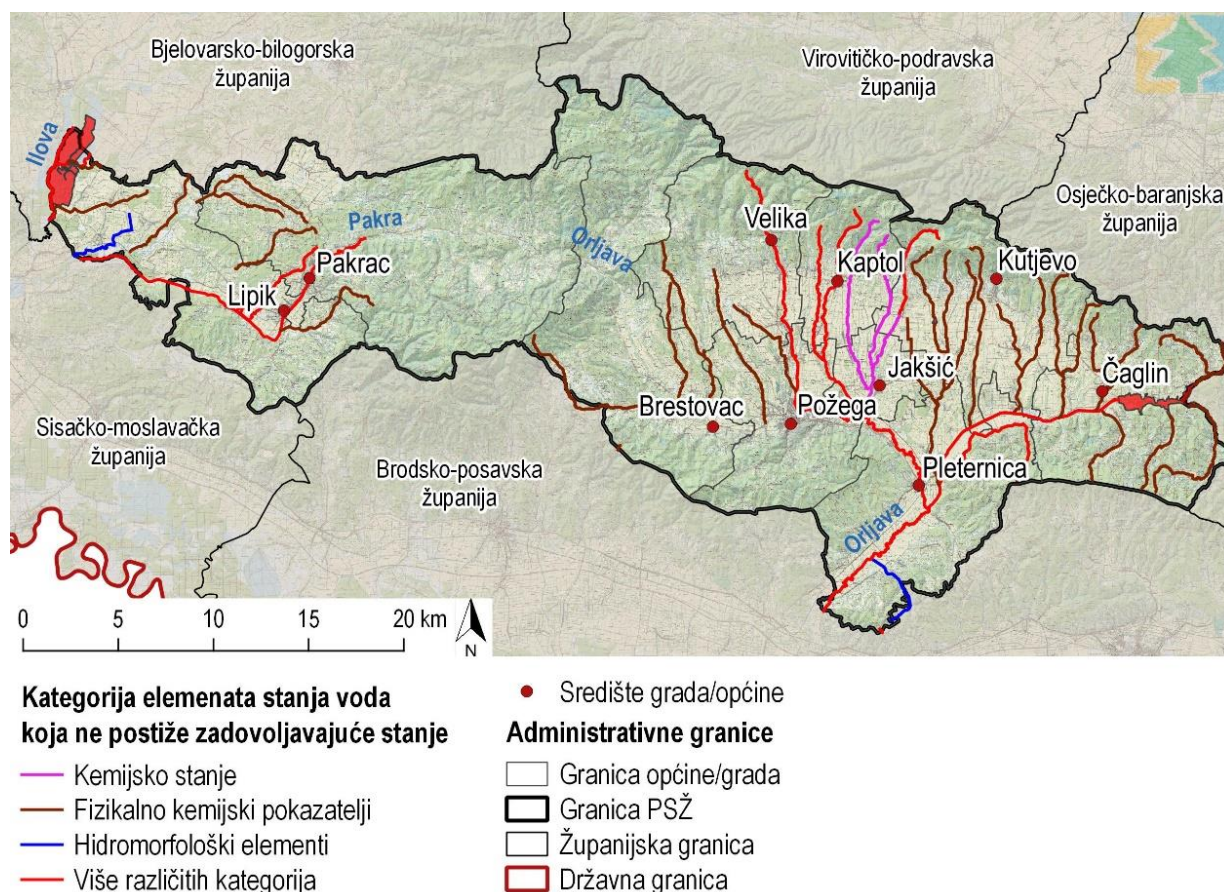 Bjelovarsko-bilogorska
županija
Virovitičko-podravska
županija
Ilova
Osječko-baranjska
županija
Pakra
Orljava
Velika
Kaptol
Kutjevo
Pakrac
Lipik
Jakšić
Čaglin
Brestovac
Požega
Sisačko-moslavačka
županija
Brodsko-posavska
županija
Pleternica
Orljava
0 5 10 20 km
N
Kategorija elemenata stanja voda
koja ne postiže zadovoljavajuće stanje
Kemijsko stanje
Fizikalno kemijski pokazatelji
Hidromorfološki elementi
Više različitih kategorija
Središte grada/općine
Administrativne granice
Granica općine/grada
Granica PSŽ
Županijska granica
Državna granica